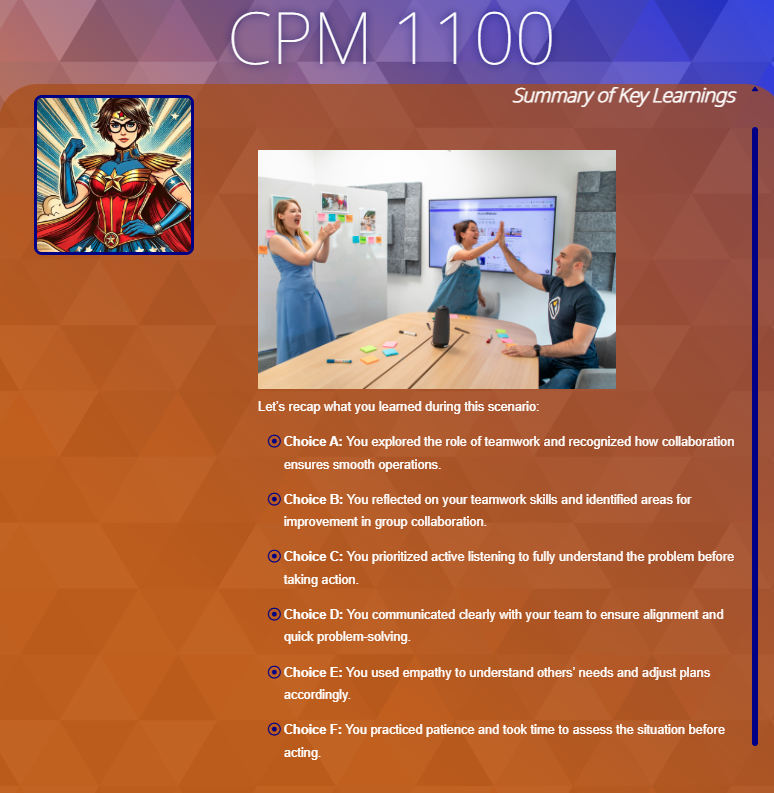 CPM 1100
Summary of Key Learnings
Let's recap what you learned during this scenario:
Choice A: You explored the role of teamwork and recognized how collaboration
ensures smooth operations.
Choice B: You reflected on your teamwork skills and identified areas for
improvement in group collaboration.
Choice C: You prioritized active listening to fully understand the problem before
taking action.
Choice D: You communicated clearly with your team to ensure alignment and
quick problem-solving.
Choice E: You used empathy to understand others' needs and adjust plans
accordingly.
Choice F: You practiced patience and took time to assess the situation before
acting.